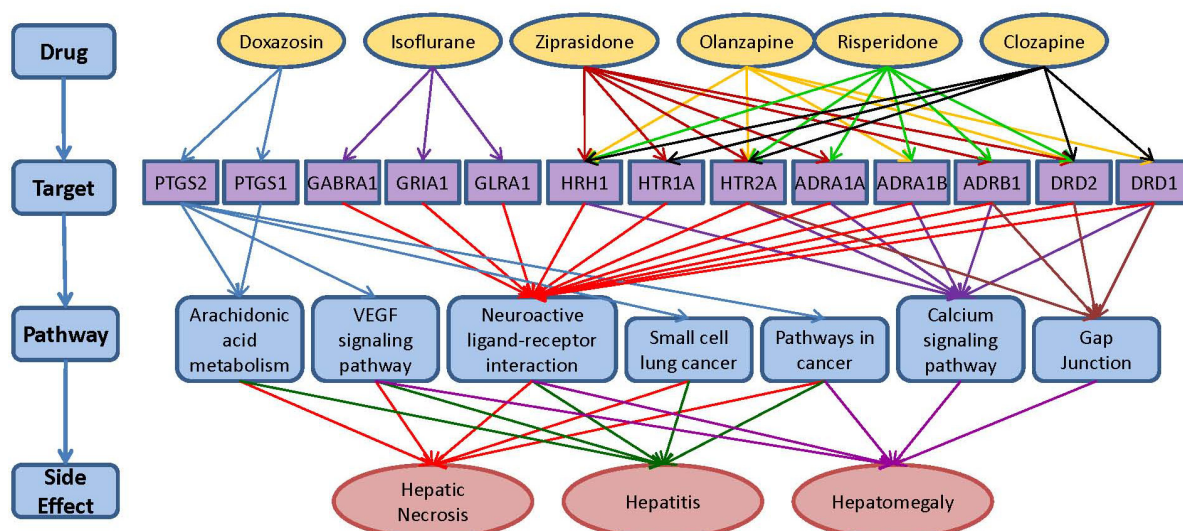 Drug
Doxazosin
Isoflurane
Ziprasidone
Olanzapine
Risperidone
Clozapine
Target
PTGS2
PTGS1
GABRA1
GRIA1
GLRA1
HRH1
HTR1A
HTR2A
ADRA1A
ADRA1B
ADRB1
DRD2
DRD1
Pathway
Arachidonic
acid
metabolism
VEGF
signaling
pathway
Neuroactive
ligand-receptor
interaction
Small cell
lung cancer
Pathways in
cancer
Calcium
signaling
pathway
Gap
Junction
Side
Effect
Hepatic
Necrosis
Hepatitis
Hepatomegaly